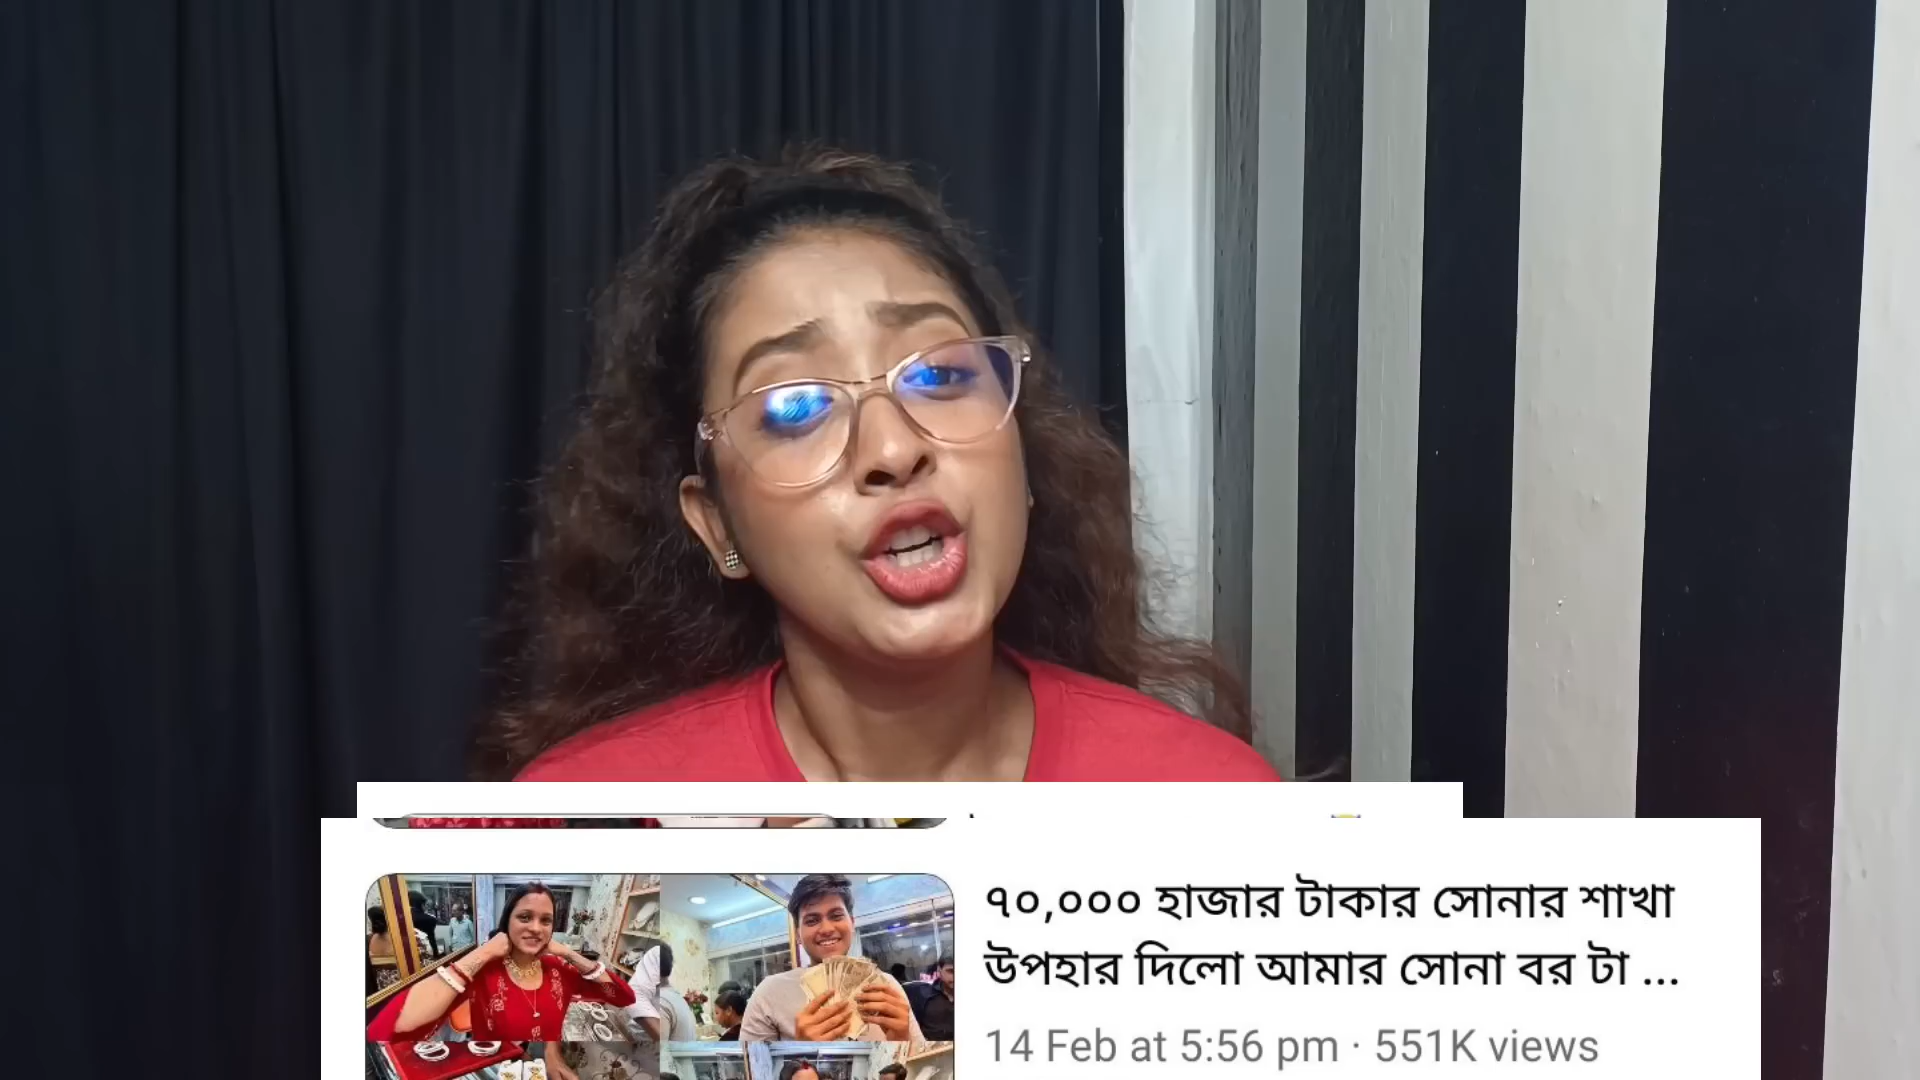 ৭০,০০০ হাজার টাকার সোনার শাখা
উপহার দিলো আমার সোনা বর টা ...
14 Feb at 5:56 pm · 551K views